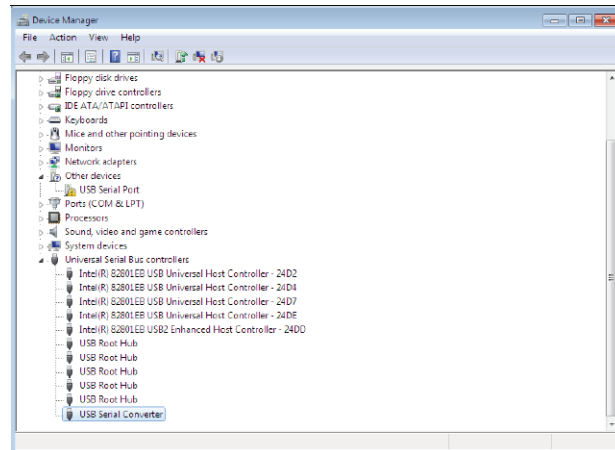 Device Manager
File Action View Help
Floppy disk drives
Floppy drive controllers
IDE ATA/ATAPI controllers
Keyboards
Mice and other pointing devices
Monitors
Network adapters
Other devices
USB Serial Port
Ports (COM & LPT)
Processors
Sound, video and game controllers
System devices
Universal Serial Bus controllers
Intel(R) 82801EB USB Universal Host Controller - 24D2
Intel(R) 82801EB USB Universal Host Controller - 24D4
Intel(R) 82801EB USB Universal Host Controller - 24D7
Intel(R) 82801EB USB Universal Host Controller - 24DE
Intel(R) 82801EB USB2 Enhanced Host Controller - 24DD
USB Root Hub
USB Root Hub
USB Root Hub
USB Root Hub
USB Root Hub
USB Serial Converter